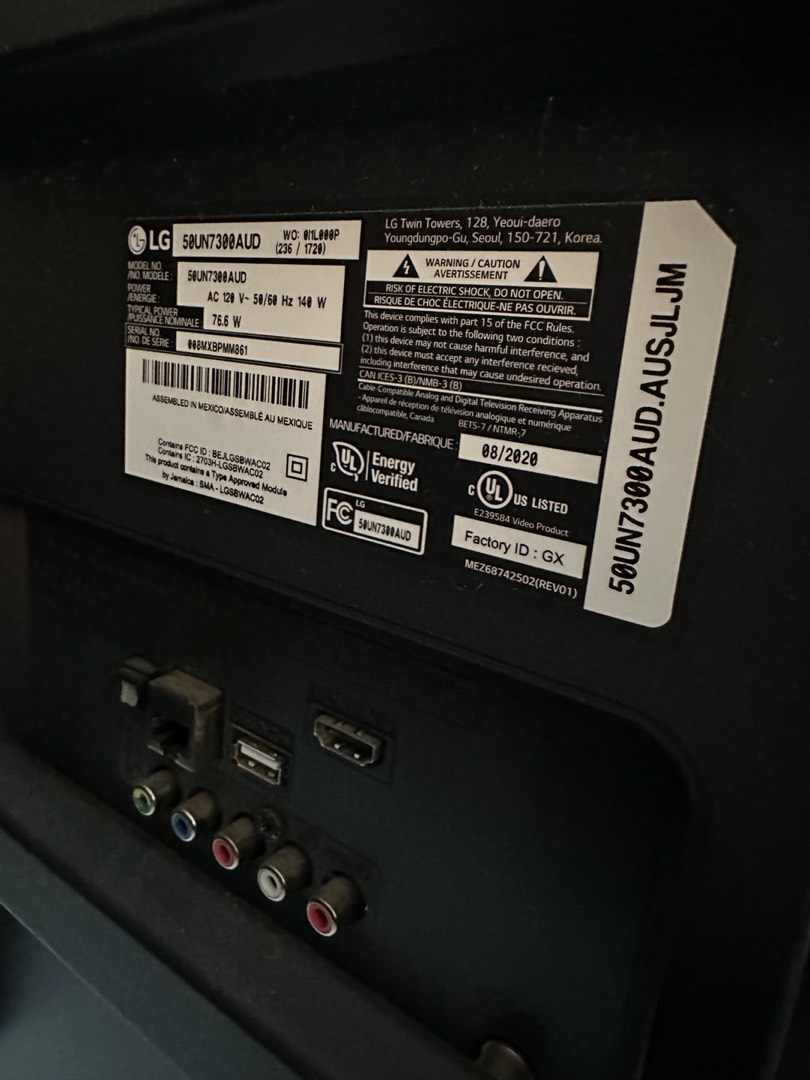 LG 50UN7300AUD WO: 0I1L000P
(236 / 1720)
MODEL NO. 50UN7300AUD
/NO. MODÈLE :
POWER
/ÉNERGIE : AC 120 V~ 50/60 Hz 140 W
TYPICAL POWER
/PUISSANCE NOMINALE 76.6 W
SERIAL NO.
/NO DE SÉRIE : 008MXBPMM861
ASSEMBLED IN MEXICO/ASSEMBLÉ AU MEXIQUE
Contains FCC ID : BEJLGSBWAC02
Contains IC : 2703H-LGSBWAC02
This product contains a Type Approved Module
by Jamaica : SMA - LGSBWAC02
LG Twin Towers, 128, Yeoui-daero
Youngdungpo-Gu, Seoul, 150-721, Korea.
WARNING / CAUTION
AVERTISSEMENT
RISK OF ELECTRIC SHOCK, DO NOT OPEN.
RISQUE DE CHOC ÉLECTRIQUE-NE PAS OUVRIR.
This device complies with part 15 of the FCC Rules.
Operation is subject to the following two conditions :
(1) this device may not cause harmful interference, and
(2) this device must accept any interference recieved,
including interference that may cause undesired operation.
CAN ICES-3 (B)/NMB-3 (B)
Cable-Compatible Analog and Digital Television Receiving Apparatus
- Appareil de réception de télévision analogique et numérique
câblocompatible, Canada BETS-7 / NTMR-7
MANUFACTURED/FABRIQUÉ : 08/2020
c UL Energy
Verified
c UL US LISTED
E239584 Video Product
FC LG
50UN7300AUD
Factory ID : GX
MEZ68742502(REV01)
50UN7300AUD.AUSJLJM